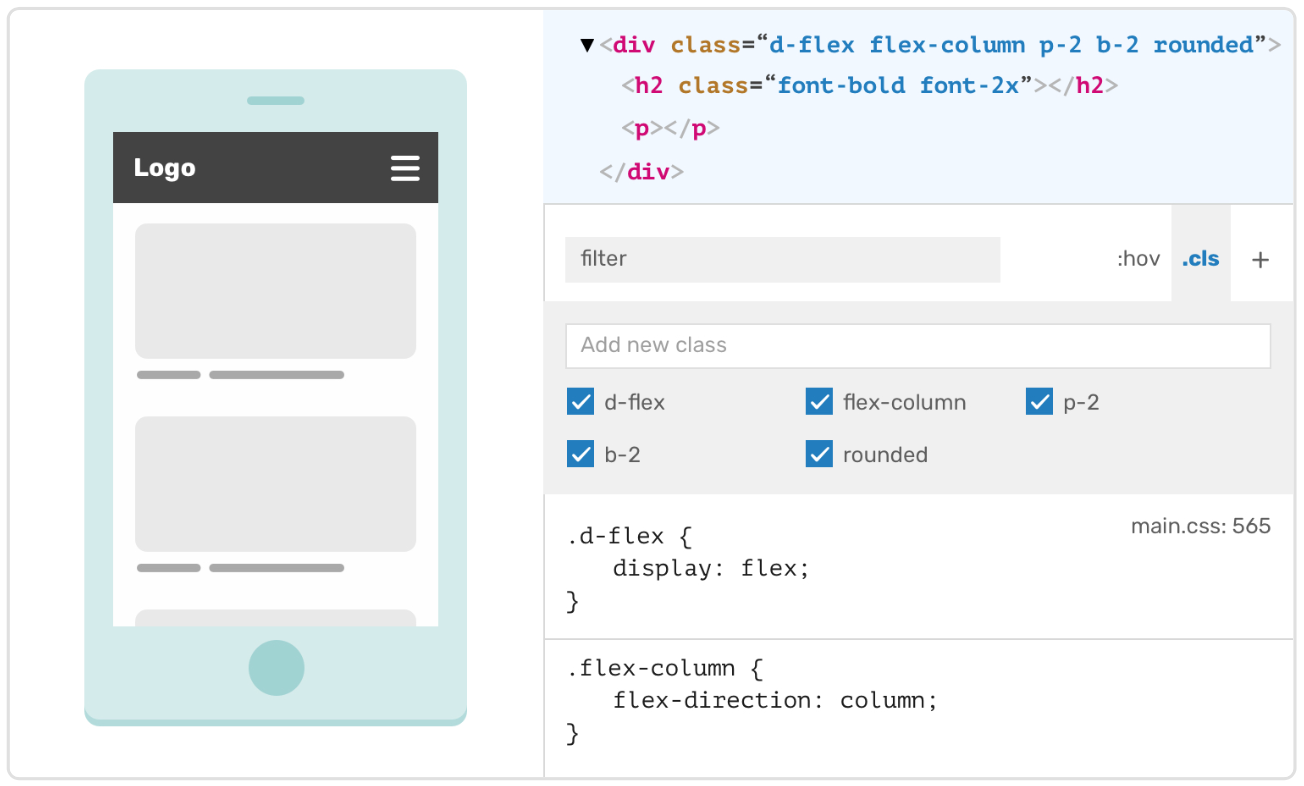 Logo
▼<div class=“d-flex flex-column p-2 b-2 rounded”>
<h2 class=“font-bold font-2x”></h2>
<p></p>
</div>
filter :hov .cls +
Add new class
d-flex flex-column p-2
b-2 rounded
.d-flex { main.css: 565
display: flex;
}
.flex-column {
flex-direction: column;
}